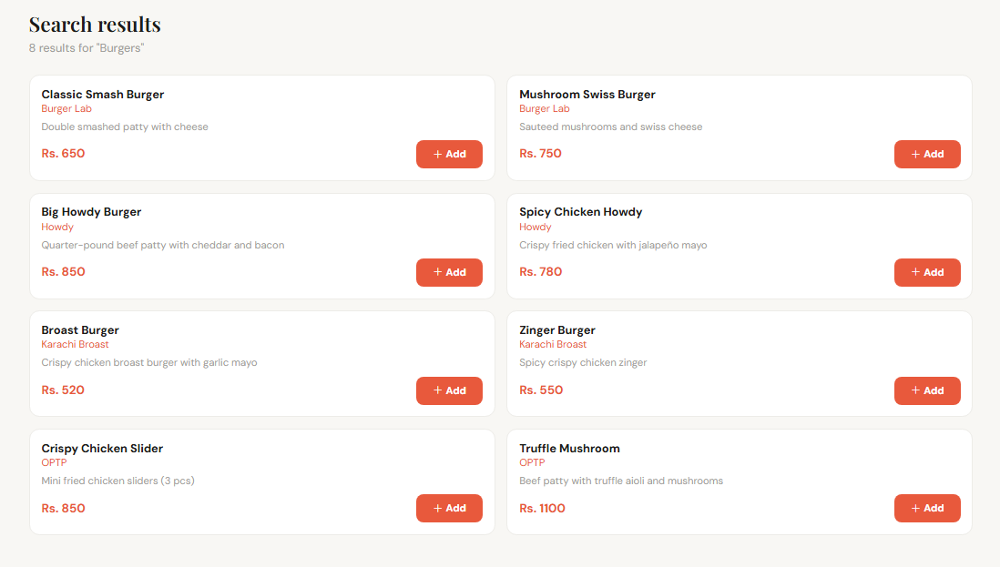 Search results
8 results for "Burgers"
Classic Smash Burger
Burger Lab
Double smashed patty with cheese
Rs. 650
+ Add
Mushroom Swiss Burger
Burger Lab
Sauteed mushrooms and swiss cheese
Rs. 750
+ Add
Big Howdy Burger
Howdy
Quarter-pound beef patty with cheddar and bacon
Rs. 850
+ Add
Spicy Chicken Howdy
Howdy
Crispy fried chicken with jalapeño mayo
Rs. 780
+ Add
Broast Burger
Karachi Broast
Crispy chicken broast burger with garlic mayo
Rs. 520
+ Add
Zinger Burger
Karachi Broast
Spicy crispy chicken zinger
Rs. 550
+ Add
Crispy Chicken Slider
OPTP
Mini fried chicken sliders (3 pcs)
Rs. 850
+ Add
Truffle Mushroom
OPTP
Beef patty with truffle aioli and mushrooms
Rs. 1100
+ Add